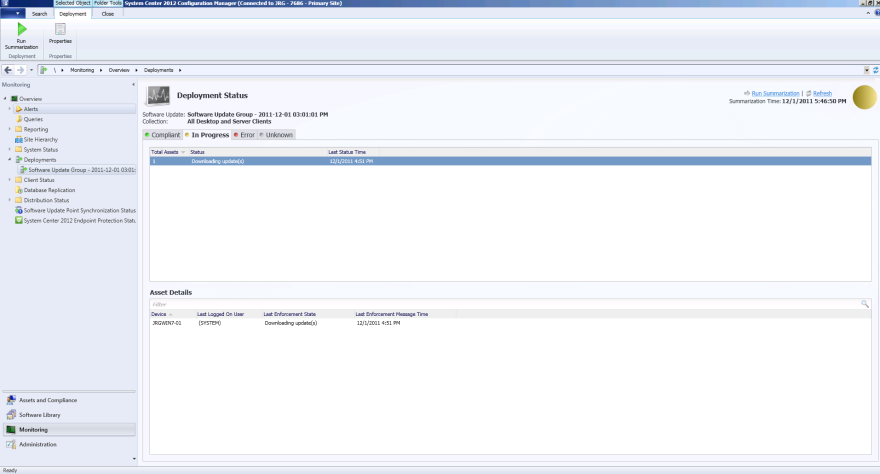 Selected Object Folder Tools System Center 2012 Configuration Manager (Connected to JRG - 7686 - Primary Site)
Search Deployment Close
Run Summarization
Properties
Deployment Properties
\ Monitoring Overview Deployments
Monitoring
Overview
Alerts
Queries
Reporting
Site Hierarchy
System Status
Deployments
Software Update Group - 2011-12-01 03:01:
Client Status
Database Replication
Distribution Status
Software Update Point Synchronization Status
System Center 2012 Endpoint Protection Statu
Assets and Compliance
Software Library
Monitoring
Administration
Deployment Status
Run Summarization | Refresh
Summarization Time: 12/1/2011 5:46:50 PM
Software Update: Software Update Group - 2011-12-01 03:01:01 PM
Collection: All Desktop and Server Clients
Compliant In Progress Error Unknown
Total Assets Status Last Status Time
1 Downloading update(s) 12/1/2011 4:51 PM
Asset Details
Filter
Device Last Logged On User Last Enforcement State Last Enforcement Message Time
JRGWIN7-01 (SYSTEM) Downloading update(s) 12/1/2011 4:51 PM
Ready